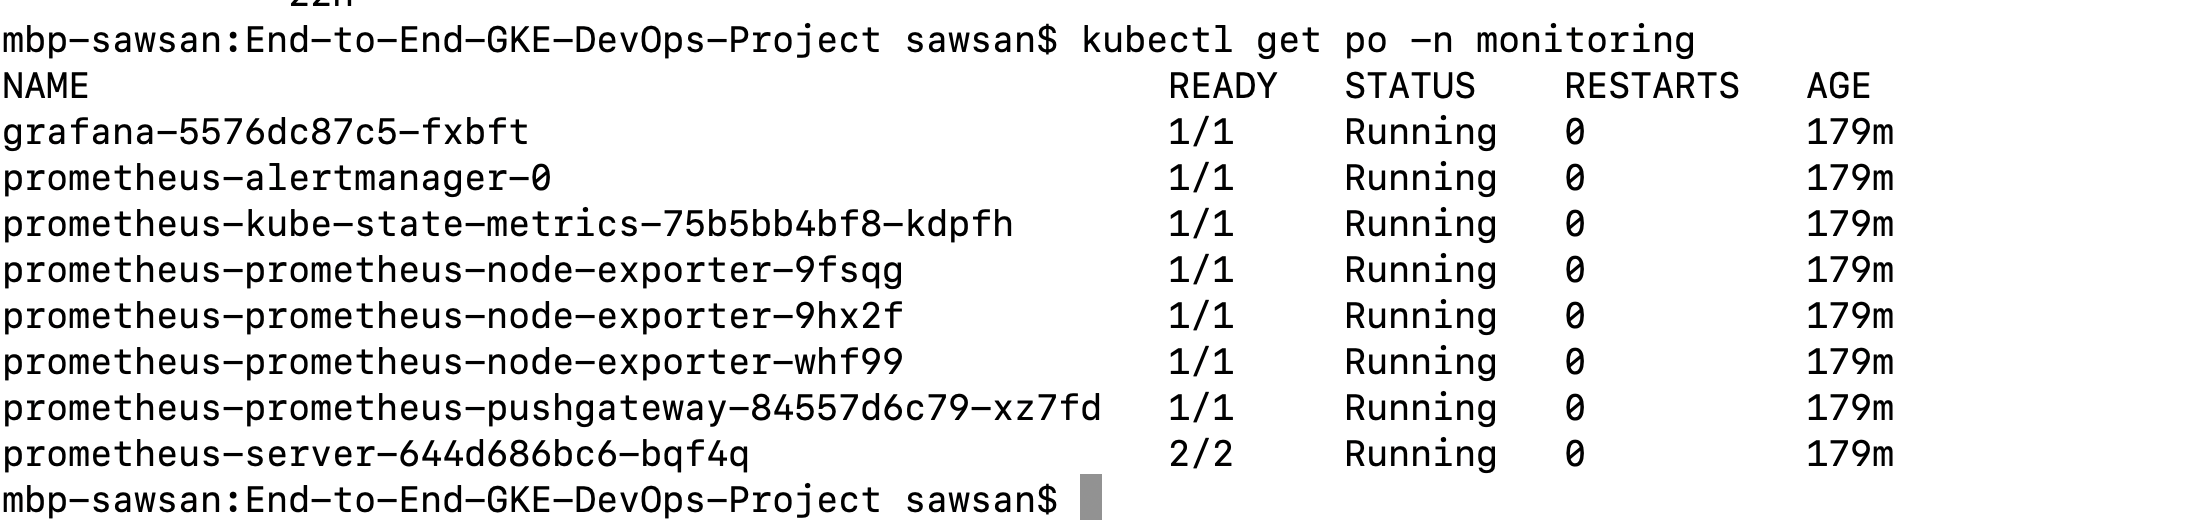 mbp-sawsan:End-to-End-GKE-DevOps-Project sawsan$ kubectl get po -n monitoring
NAME READY STATUS RESTARTS AGE
grafana-5576dc87c5-fxbft 1/1 Running 0 179m
prometheus-alertmanager-0 1/1 Running 0 179m
prometheus-kube-state-metrics-75b5bb4bf8-kdpfh 1/1 Running 0 179m
prometheus-prometheus-node-exporter-9fsqg 1/1 Running 0 179m
prometheus-prometheus-node-exporter-9hx2f 1/1 Running 0 179m
prometheus-prometheus-node-exporter-whf99 1/1 Running 0 179m
prometheus-prometheus-pushgateway-84557d6c79-xz7fd 1/1 Running 0 179m
prometheus-server-644d686bc6-bqf4q 2/2 Running 0 179m
mbp-sawsan:End-to-End-GKE-DevOps-Project sawsan$